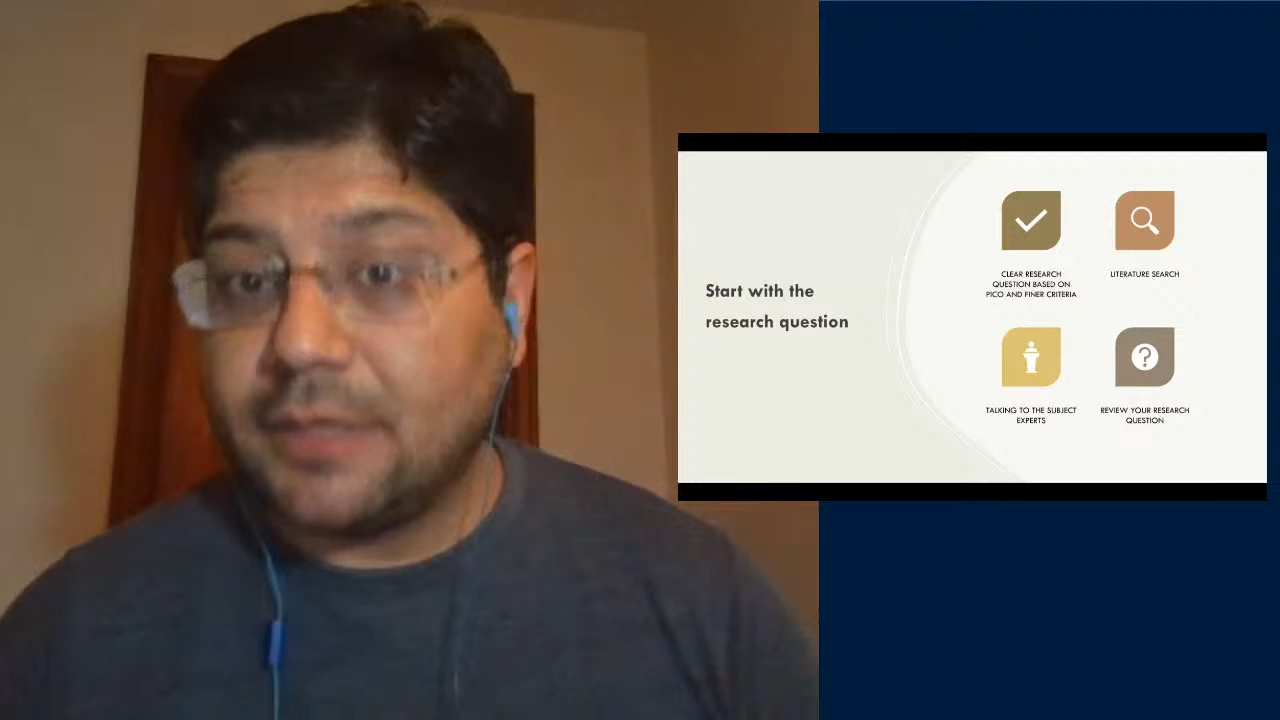 Start with the
research question
CLEAR RESEARCH
QUESTION BASED ON
PICO AND FINER CRITERIA
LITERATURE SEARCH
TALKING TO THE SUBJECT
EXPERTS
REVIEW YOUR RESEARCH
QUESTION